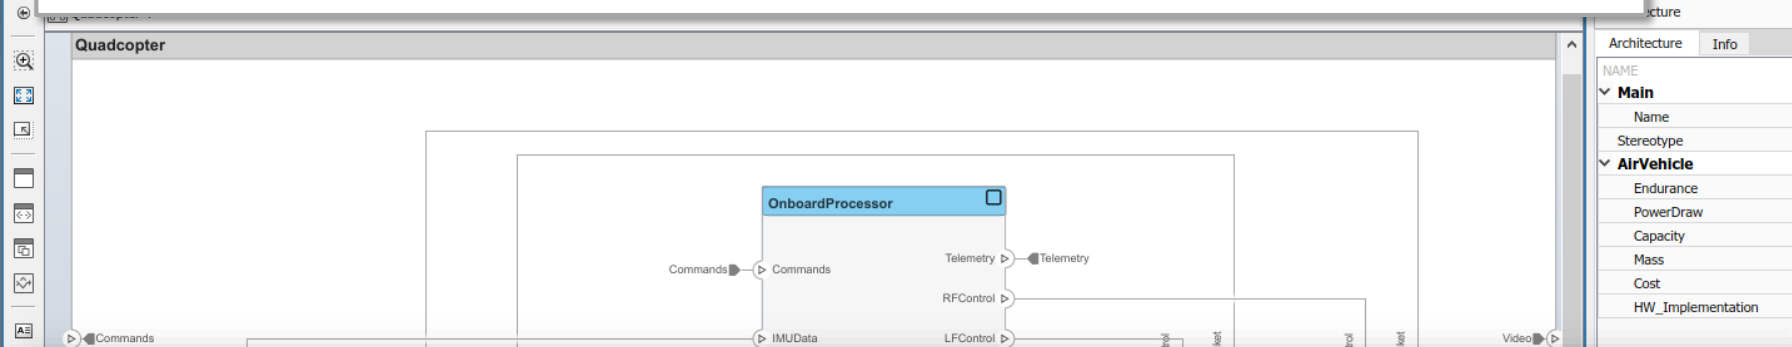 Quadcopter
Quadcopter
OnboardProcessor
Telemetry
Telemetry
Commands
Commands
RFControl
Commands
IMUData
LFControl
Video
Architecture
Info
NAME
Main
Name
Stereotype
AirVehicle
Endurance
PowerDraw
Capacity
Mass
Cost
HW_Implementation